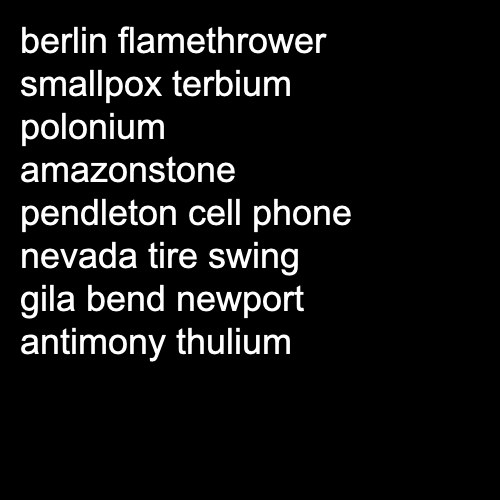 berlin flamethrower
smallpox terbium
polonium
amazonstone
pendleton cell phone
nevada tire swing
gila bend newport
antimony thulium